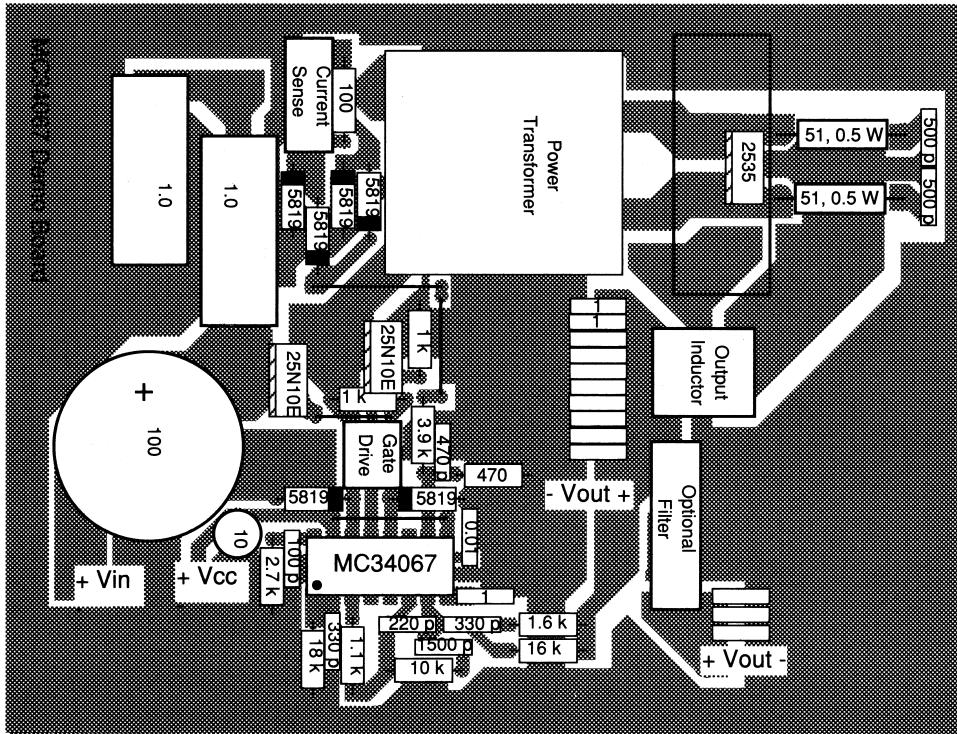 MC34067 Demo Board
1.0
1.0
Current
Sense
100
5819
5819
5819
5819
Power
Transformer
2535
51, 0.5 W
51, 0.5 W
500 p
500 p
+
100
25N10E
25N10E
1 k
1 k
Gate
Drive
3.9 k
470 p
470
1
1
Output
Inductor
- Vout +
Optional
Filter
5819
5819
0.01
10
100 p
2.7 k
MC34067
+ Vin
+ Vcc
1
18 k
330 p
1.1 k
220 p
330 p
1.6 k
1500 p
16 k
10 k
+ Vout -